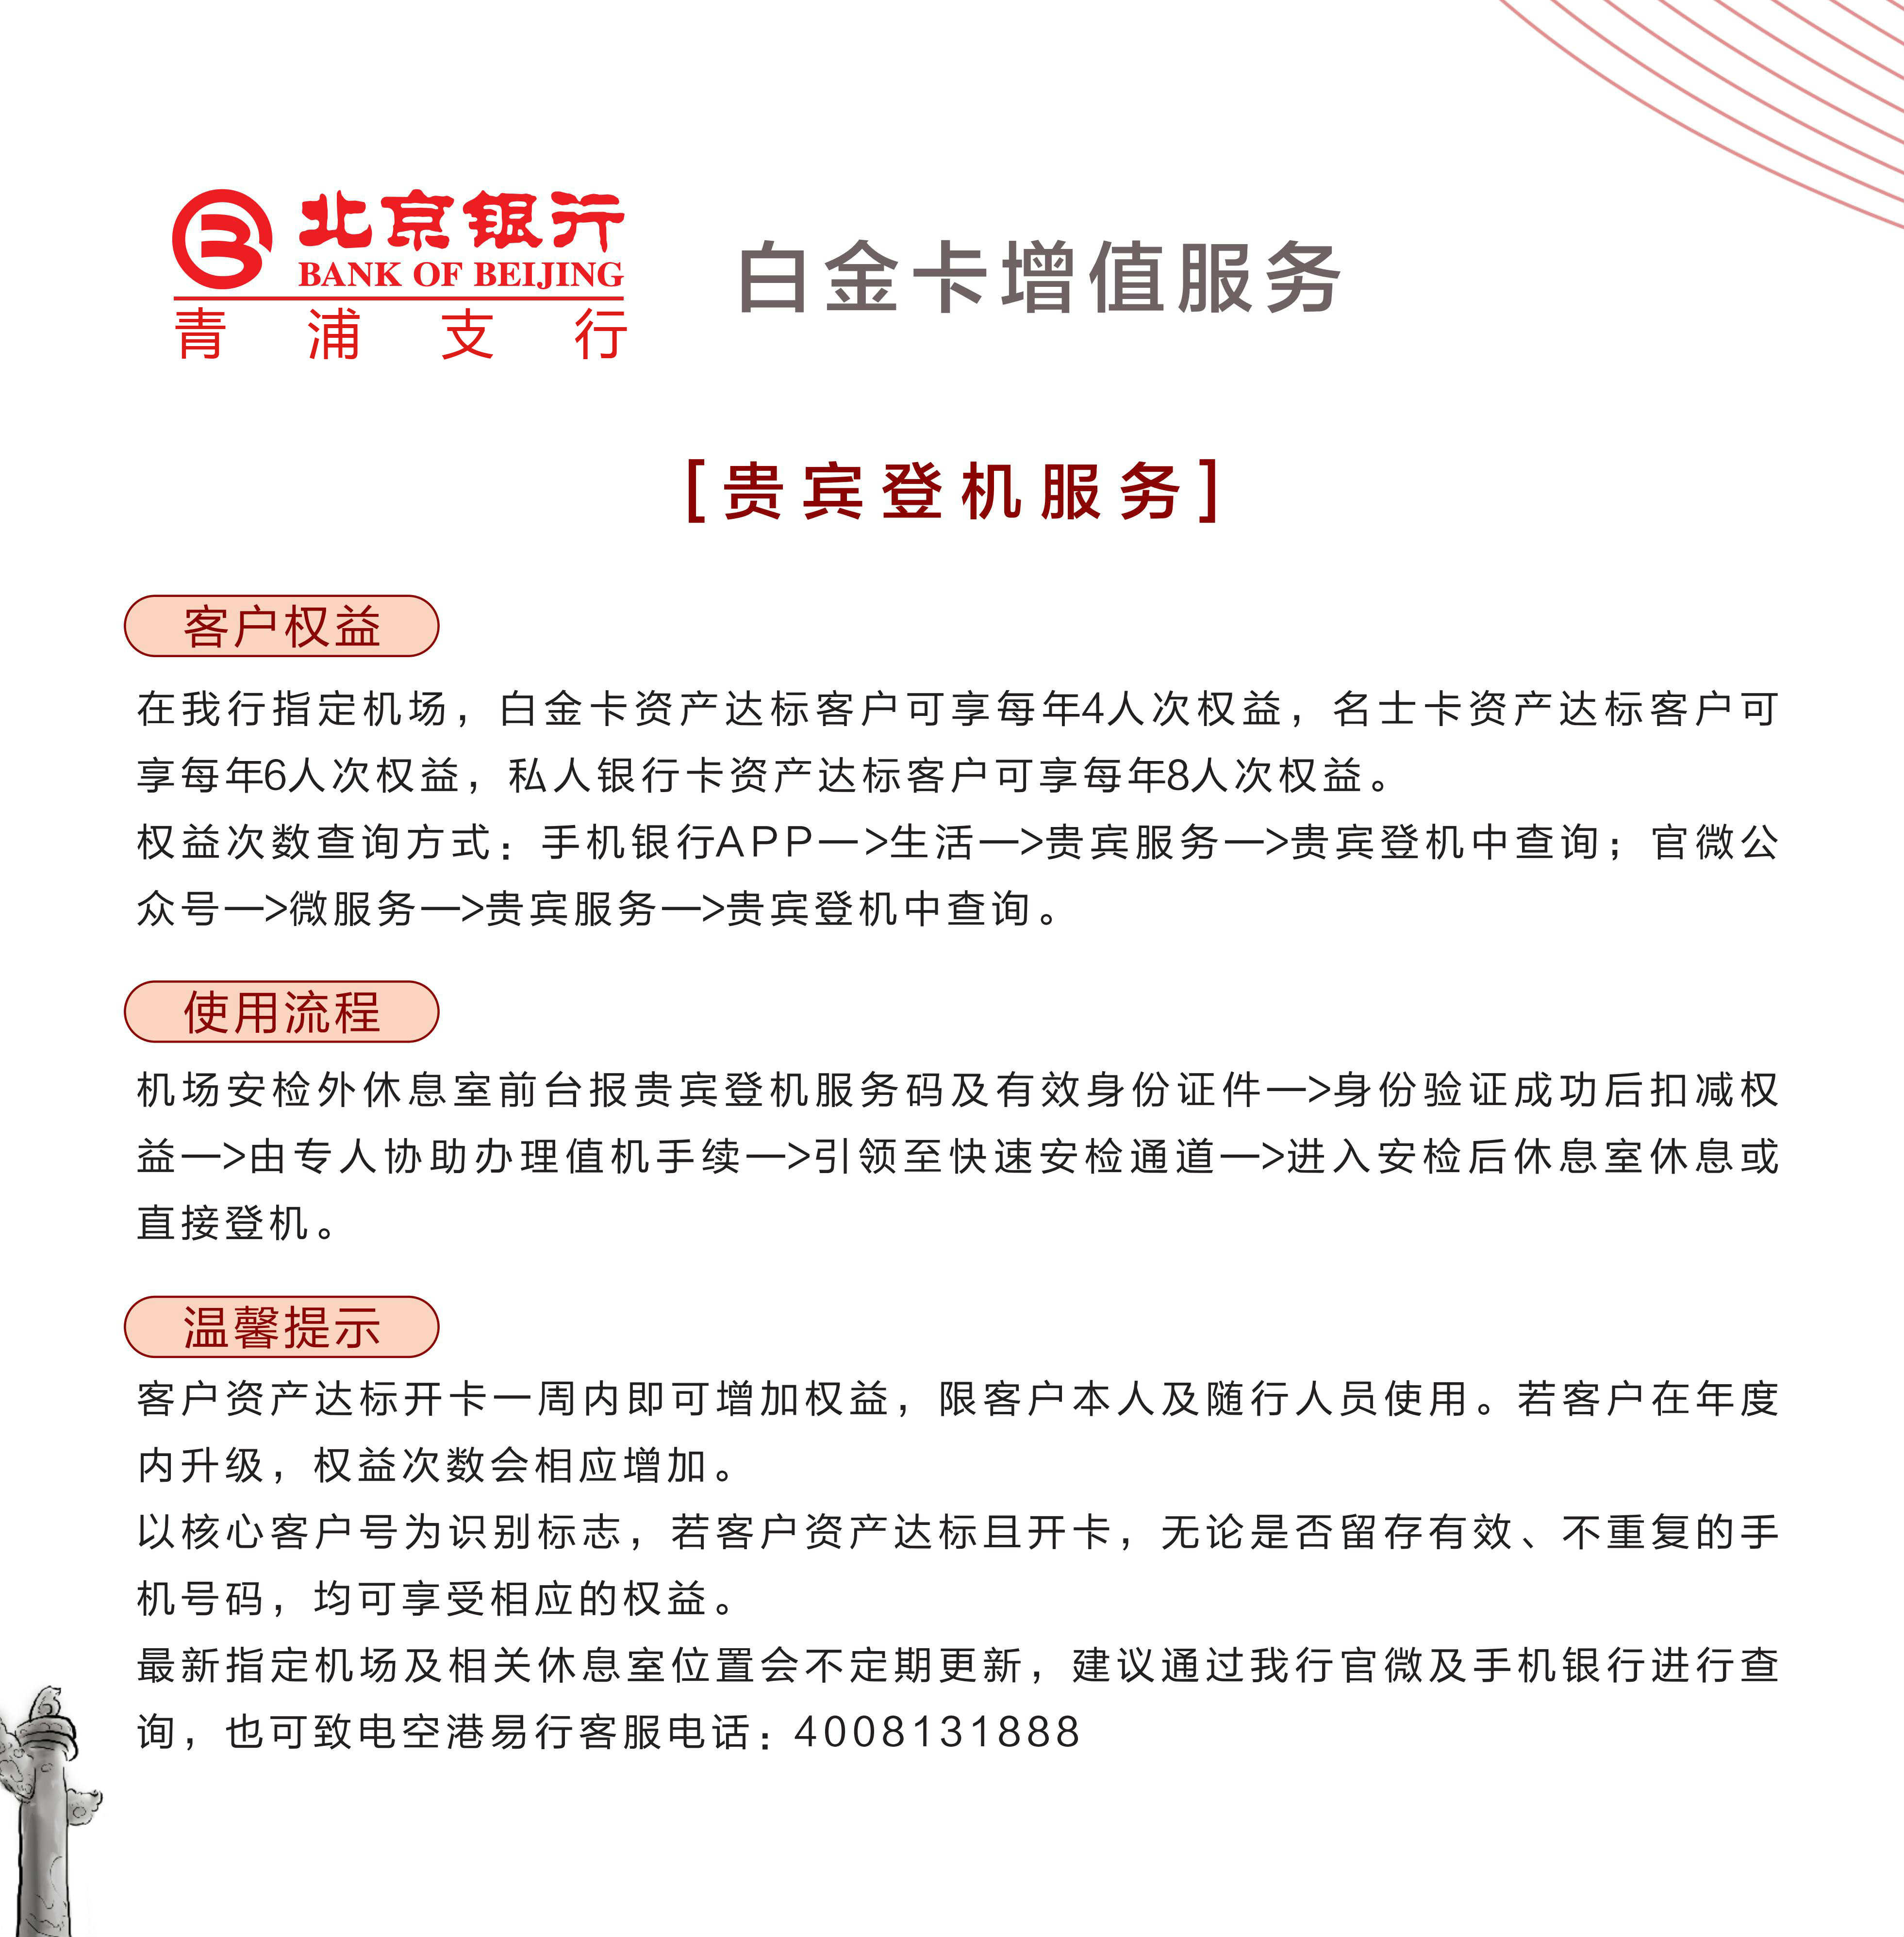 北京银行
BANK OF BEIJING
青浦支行
白金卡增值服务
[贵宾登机服务]
客户权益
在我行指定机场，白金卡资产达标客户可享每年4人次权益，名士卡资产达标客户可
享每年6人次权益，私人银行卡资产达标客户可享每年8人次权益。
权益次数查询方式：手机银行APP—>生活—>贵宾服务—>贵宾登机中查询；官微公
众号—>微服务—>贵宾服务—>贵宾登机中查询。
使用流程
机场安检外休息室前台报贵宾登机服务码及有效身份证件—>身份验证成功后扣减权
益—>由专人协助办理值机手续—>引领至快速安检通道—>进入安检后休息室休息或
直接登机。
温馨提示
客户资产达标开卡一周内即可增加权益，限客户本人及随行人员使用。若客户在年度
内升级，权益次数会相应增加。
以核心客户号为识别标志，若客户资产达标且开卡，无论是否留存有效、不重复的手
机号码，均可享受相应的权益。
最新指定机场及相关休息室位置会不定期更新，建议通过我行官微及手机银行进行查
询，也可致电空港易行客服电话：4008131888